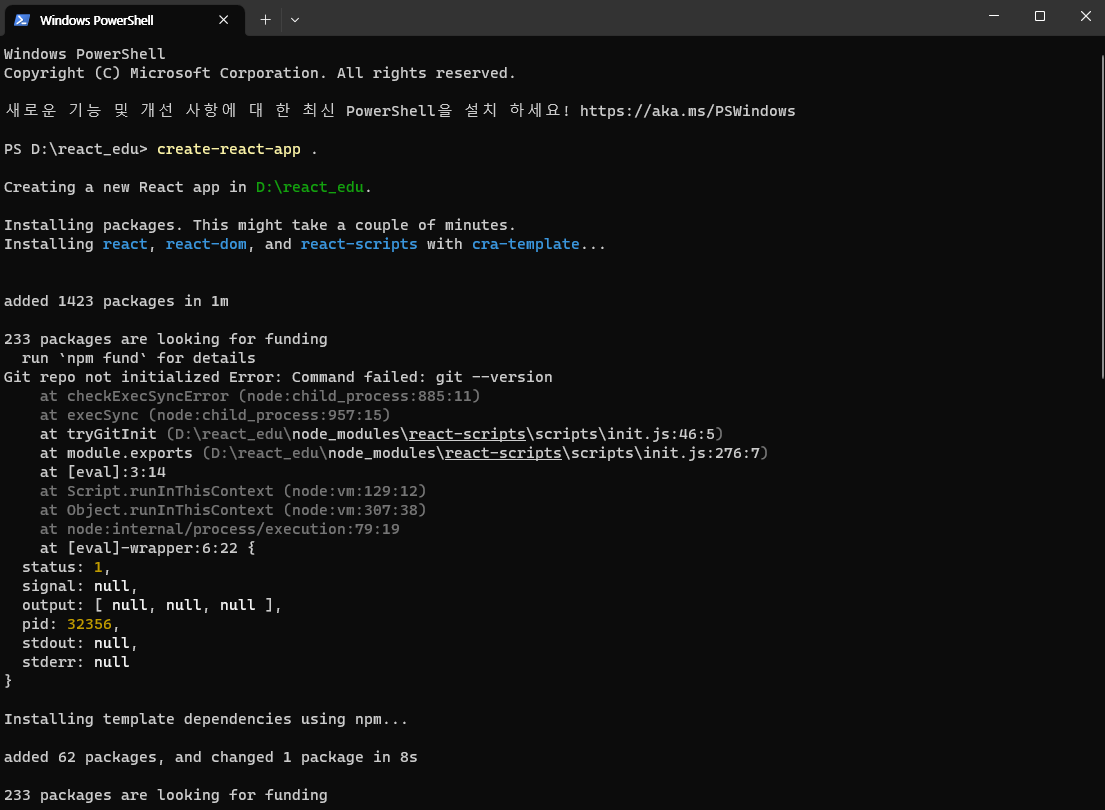 Windows PowerShell
Windows PowerShell
Copyright (C) Microsoft Corporation. All rights reserved.
새로운 기능 및 개선 사항에 대 한 최신 PowerShell을 설치 하세요! https://aka.ms/PSWindows
PS D:\react_edu> create-react-app .
Creating a new React app in D:\react_edu.
Installing packages. This might take a couple of minutes.
Installing react, react-dom, and react-scripts with cra-template...
added 1423 packages in 1m
233 packages are looking for funding
  run `npm fund` for details
Git repo not initialized Error: Command failed: git --version
    at checkExecSyncError (node:child_process:885:11)
    at execSync (node:child_process:957:15)
    at tryGitInit (D:\react_edu\node_modules\react-scripts\scripts\init.js:46:5)
    at module.exports (D:\react_edu\node_modules\react-scripts\scripts\init.js:276:7)
    at [eval]:3:14
    at Script.runInThisContext (node:vm:129:12)
    at Object.runInThisContext (node:vm:307:38)
    at node:internal/process/execution:79:19
    at [eval]-wrapper:6:22 {
  status: 1,
  signal: null,
  output: [ null, null, null ],
  pid: 32356,
  stdout: null,
  stderr: null
}
Installing template dependencies using npm...
added 62 packages, and changed 1 package in 8s
233 packages are looking for funding